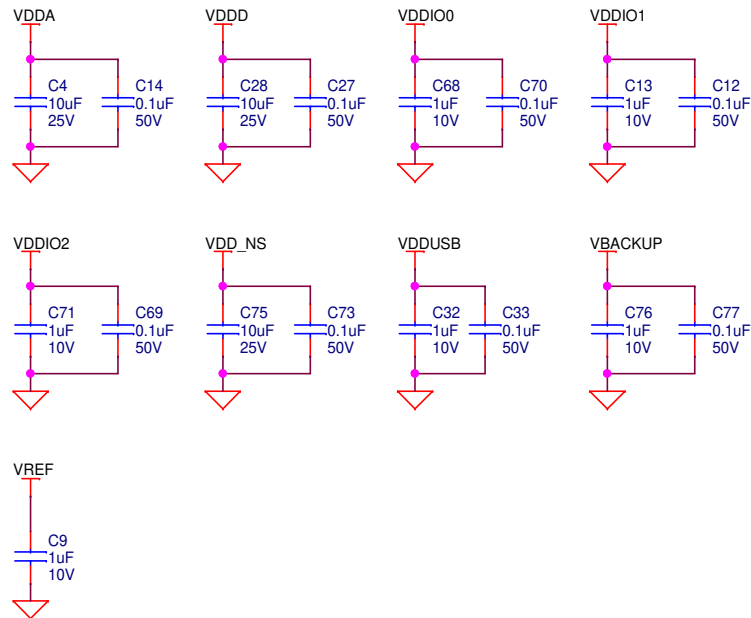 VDDA
C4
10uF
25V
C14
0.1uF
50V
VDDD
C28
10uF
25V
C27
0.1uF
50V
VDDIO0
C68
1uF
10V
C70
0.1uF
50V
VDDIO1
C13
1uF
10V
C12
0.1uF
50V
VDDIO2
C71
1uF
10V
C69
0.1uF
50V
VDD_NS
C75
10uF
25V
C73
0.1uF
50V
VDDUSB
C32
1uF
10V
C33
0.1uF
50V
VBACKUP
C76
1uF
10V
C77
0.1uF
50V
VREF
C9
1uF
10V